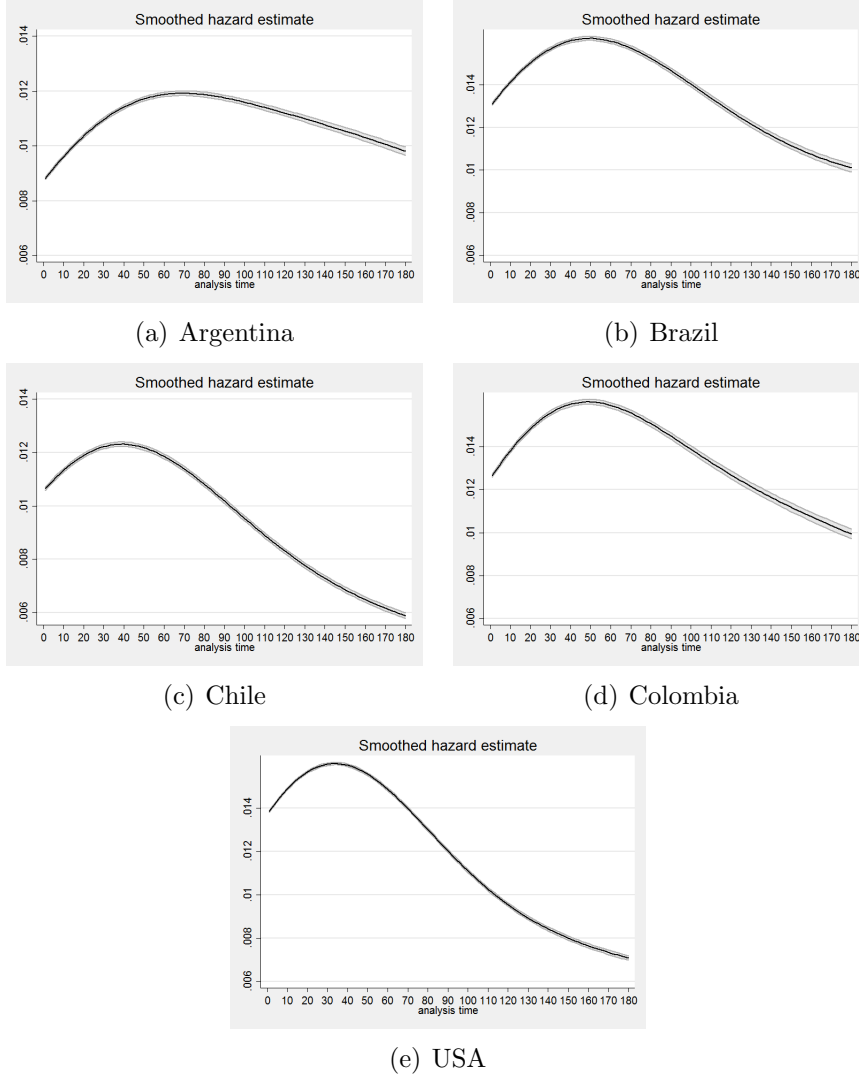 Smoothed hazard estimate
.014
.012
.01
.008
.006
0 10 20 30 40 50 60 70 80 90 100 110 120 130 140 150 160 170 180
analysis time
(a) Argentina
Smoothed hazard estimate
.014
.012
.01
.008
.006
0 10 20 30 40 50 60 70 80 90 100 110 120 130 140 150 160 170 180
analysis time
(b) Brazil
Smoothed hazard estimate
.014
.012
.01
.008
.006
0 10 20 30 40 50 60 70 80 90 100 110 120 130 140 150 160 170 180
analysis time
(c) Chile
Smoothed hazard estimate
.014
.012
.01
.008
.006
0 10 20 30 40 50 60 70 80 90 100 110 120 130 140 150 160 170 180
analysis time
(d) Colombia
Smoothed hazard estimate
.014
.012
.01
.008
.006
0 10 20 30 40 50 60 70 80 90 100 110 120 130 140 150 160 170 180
analysis time
(e) USA